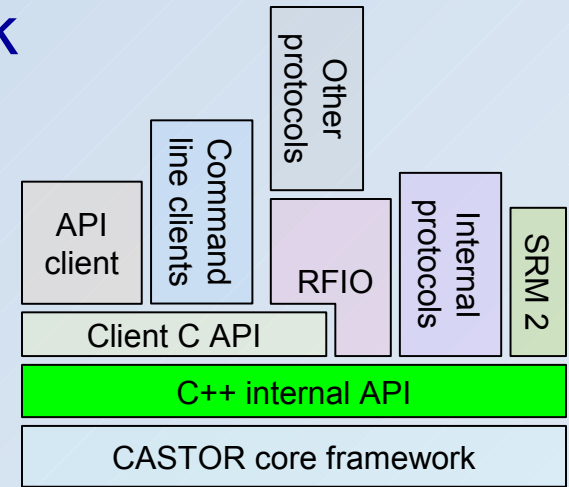 k
Other
protocols
Command
line clients
API
client
RFIO
Internal
protocols
SRM 2
Client C API
C++ internal API
CASTOR core framework